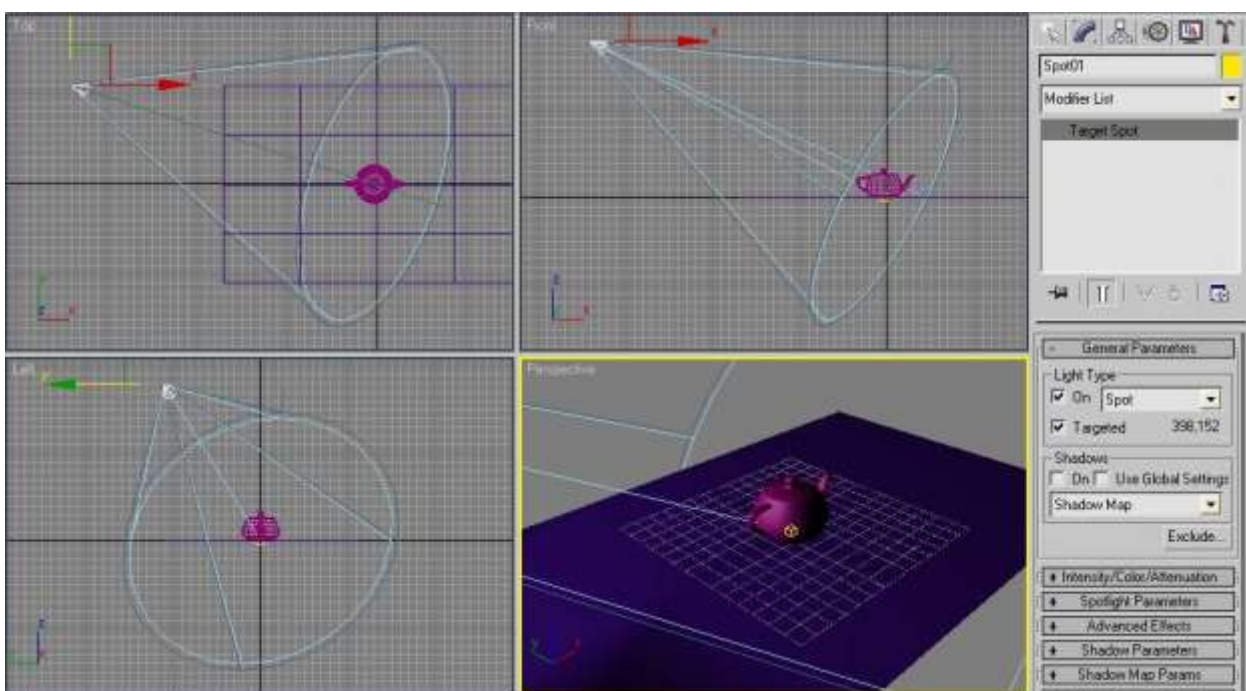 Top
Front
Left
Perspective
Spot01
Modifier List
Target Spot
- General Parameters
Light Type
On Spot
Targeted 398,152
Shadows
On Use Global Settings
Shadow Map
Exclude...
+ Intensity/Color/Attenuation
+ Spotlight Parameters
+ Advanced Effects
+ Shadow Parameters
+ Shadow Map Params